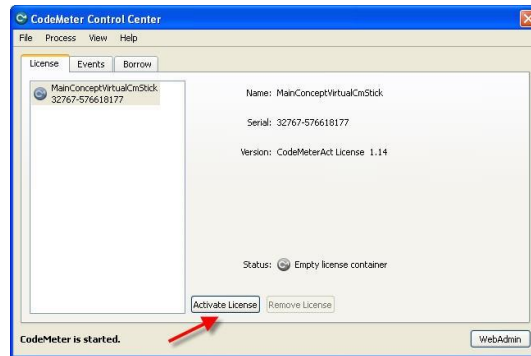 CodeMeter Control Center
File Process View Help
License Events Borrow
MainConceptVirtualCmStick
32767-576618177
Name: MainConceptVirtualCmStick
Serial: 32767-576618177
Version: CodeMeterAct License 1.14
Status: Empty license container
Activate License Remove License
CodeMeter is started.
WebAdmin